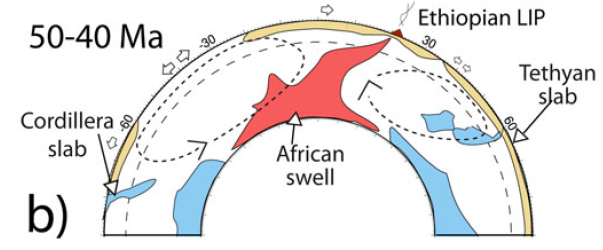 50-40 Ma
Ethiopian LIP
-30
30
Tethyan
slab
Cordillera
slab
-60
60
African
swell
b)